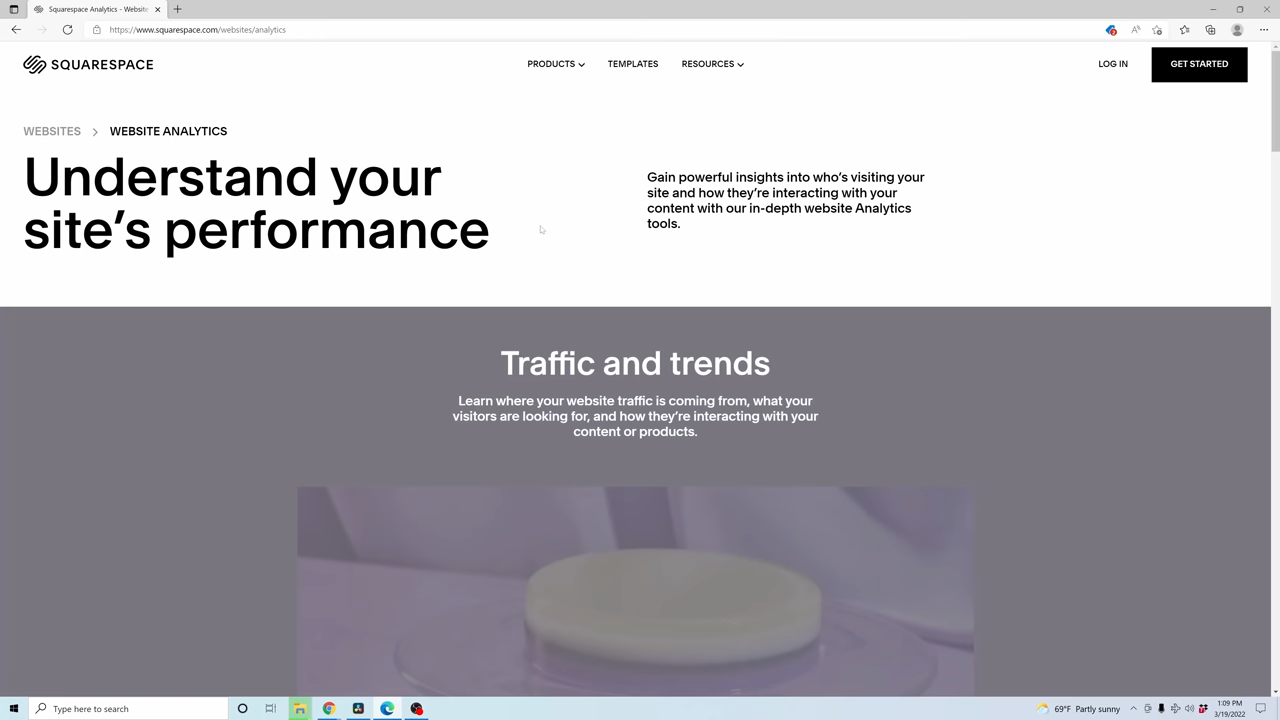 Squarespace Analytics - Website
https://www.squarespace.com/websites/analytics
SQUARESPACE
PRODUCTS
TEMPLATES
RESOURCES
LOG IN
GET STARTED
WEBSITES
WEBSITE ANALYTICS
Understand your
site's performance
Gain powerful insights into who's visiting your
site and how they're interacting with your
content with our in-depth website Analytics
tools.
Traffic and trends
Learn where your website traffic is coming from, what your
visitors are looking for, and how they're interacting with your
content or products.
Type here to search
69°F Partly sunny
1:09 PM
3/19/2022